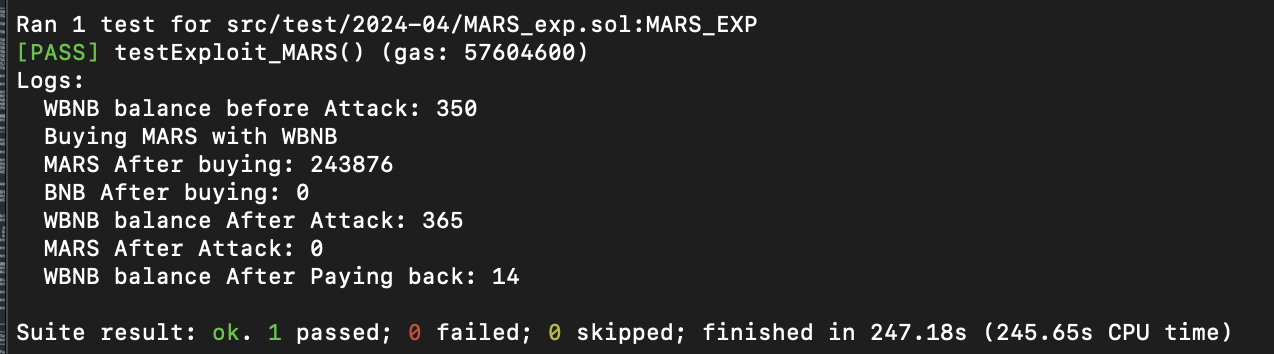 Ran 1 test for src/test/2024-04/MARS_exp.sol:MARS_EXP
[PASS] testExploit_MARS() (gas: 57604600)
Logs:
  WBNB balance before Attack: 350
  Buying MARS with WBNB
  MARS After buying: 243876
  BNB After buying: 0
  WBNB balance After Attack: 365
  MARS After Attack: 0
  WBNB balance After Paying back: 14
Suite result: ok. 1 passed; 0 failed; 0 skipped; finished in 247.18s (245.65s CPU time)